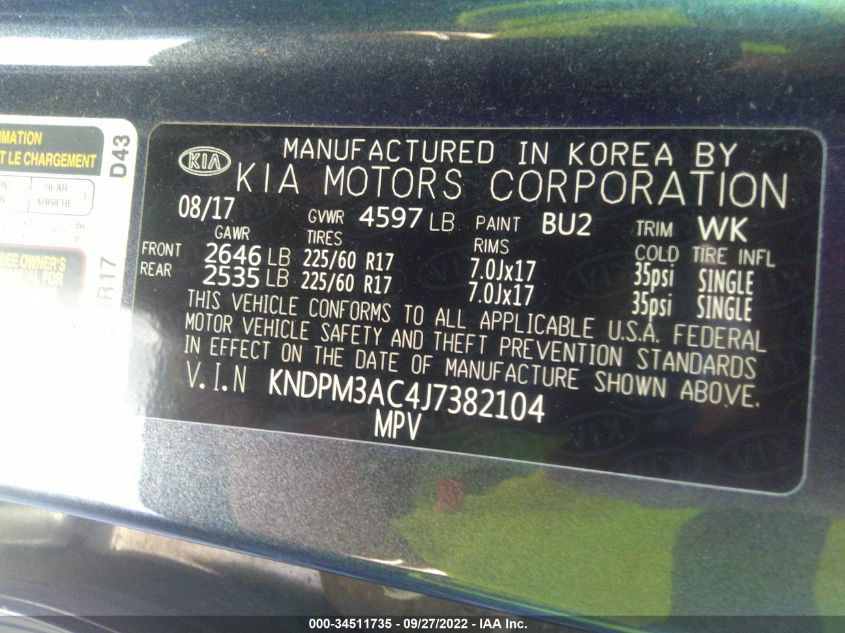 RMATION
T LE CHARGEMENT
D43
REAR
ARRIÈRE
SEE OWNER'S
R17
KIA
MANUFACTURED IN KOREA BY
KIA MOTORS CORPORATION
08/17 GVWR 4597 LB PAINT BU2 TRIM WK
GAWR TIRES RIMS COLD TIRE INFL
FRONT 2646 LB 225/60 R17 7.0Jx17 35psi SINGLE
REAR 2535 LB 225/60 R17 7.0Jx17 35psi SINGLE
THIS VEHICLE CONFORMS TO ALL APPLICABLE U.S.A. FEDERAL
MOTOR VEHICLE SAFETY AND THEFT PREVENTION STANDARDS
IN EFFECT ON THE DATE OF MANUFACTURE SHOWN ABOVE.
V.I.N KNDPM3AC4J7382104
MPV
000-34511735 - 09/27/2022 - IAA Inc.